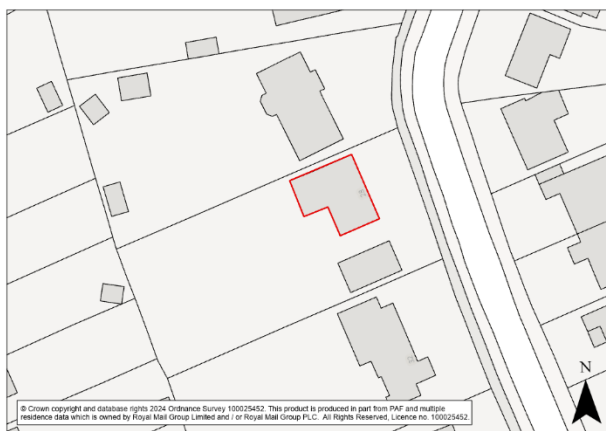 N
© Crown copyright and database rights 2024 Ordnance Survey 100025452. This product is produced in part from PAF and multiple
residence data which is owned by Royal Mail Group Limited and / or Royal Mail Group PLC. All Rights Reserved, Licence no. 100025452.